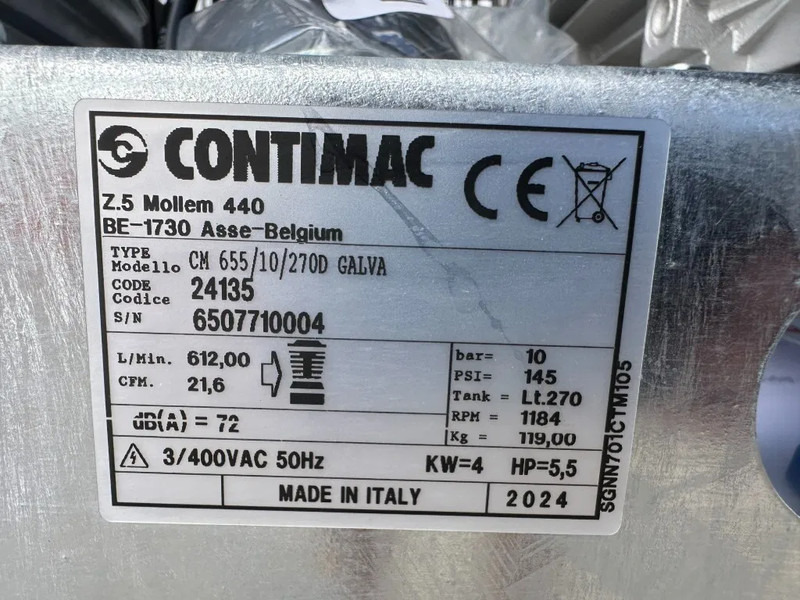 CONTIMAC
CE
Z.5 Mollem 440
BE-1730 Asse-Belgium
TYPE
Modello CM 655/10/270D GALVA
CODE
Codice 24135
S/N 6507710004
L/Min. 612,00
CFM. 21,6
dB(A) = 72
bar= 10
PSI= 145
Tank = Lt.270
RPM = 1184
Kg = 119,00
3/400VAC 50Hz KW=4 HP=5,5
MADE IN ITALY 2024
SGNN701CTM105